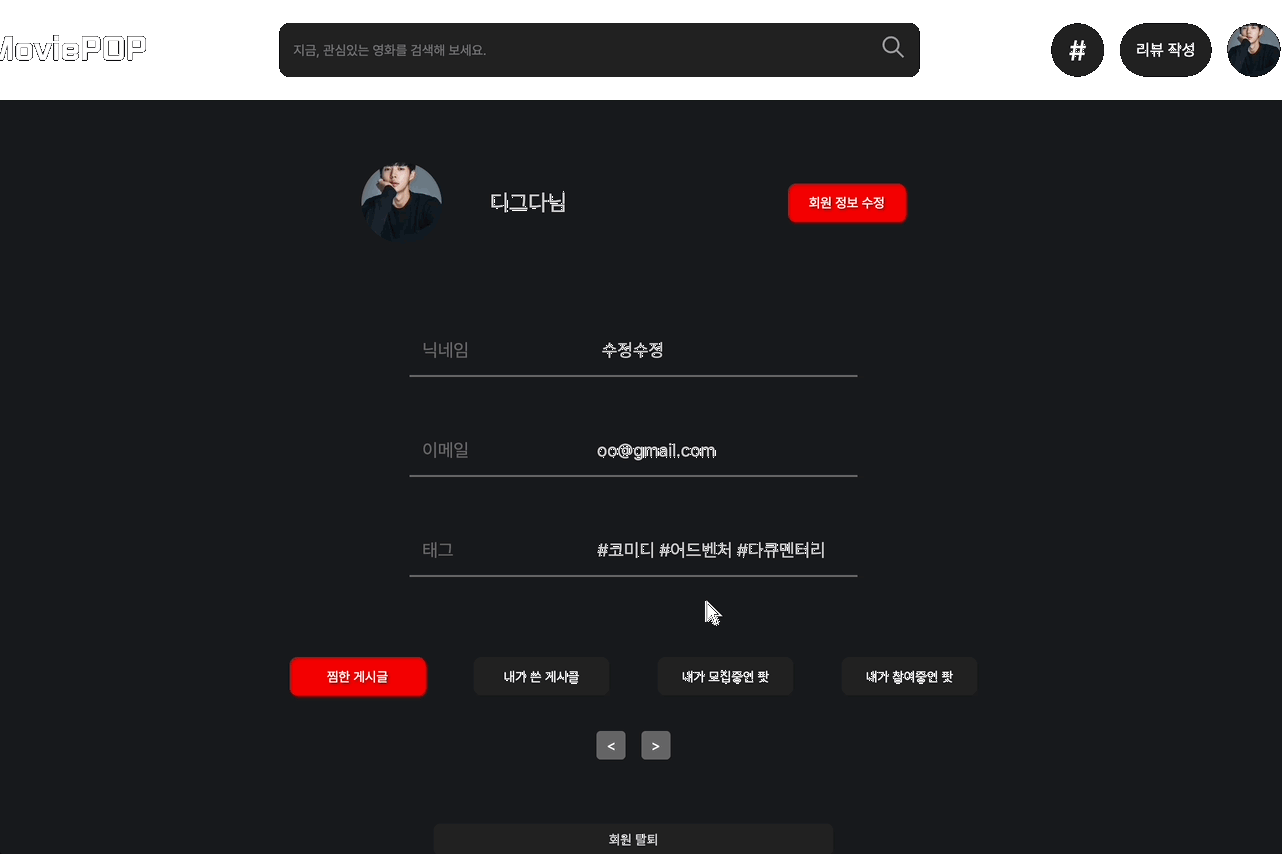 MoviePOP
지금, 관심있는 영화를 검색해 보세요.
#
리뷰 작성
디그다님
회원 정보 수정
닉네임 수정수정
이메일 oo@gmail.com
태그 #코미디 #어드벤처 #다큐멘터리
찜한 게시글
내가 쓴 게시글
내가 모집중인 팟
내가 참여중인 팟
< >
회원 탈퇴